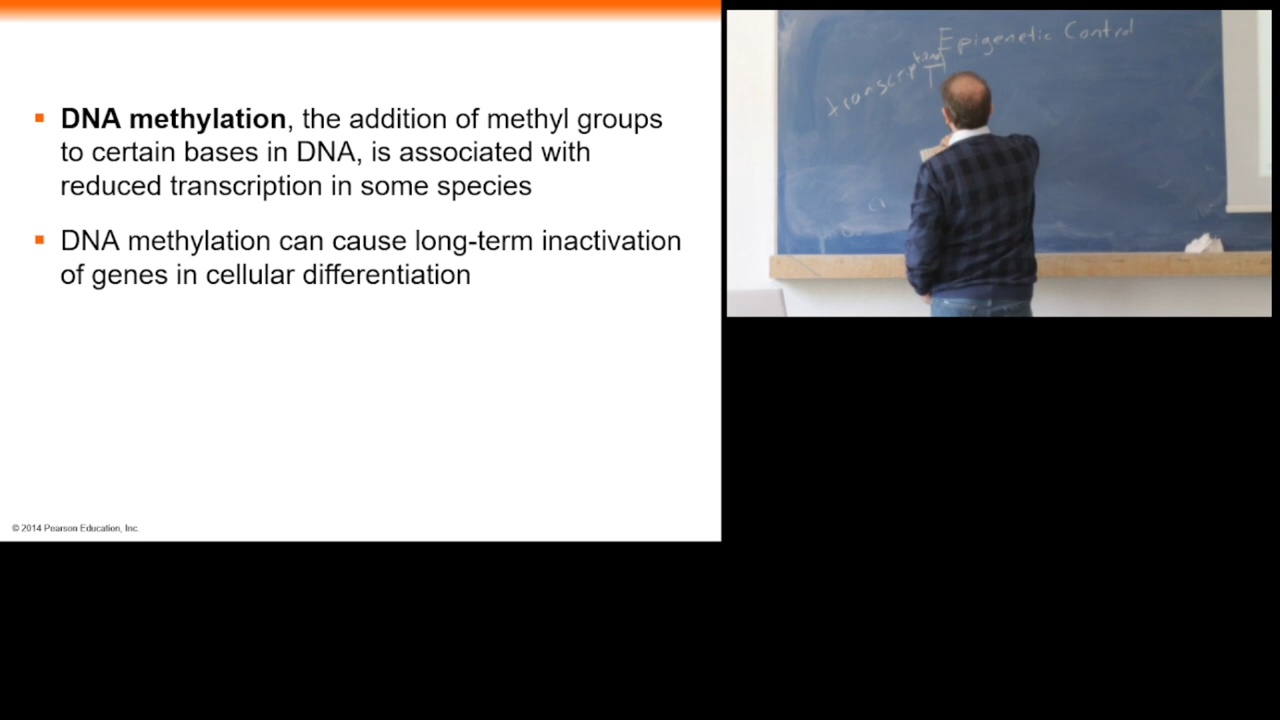 ▪ DNA methylation, the addition of methyl groups
to certain bases in DNA, is associated with
reduced transcription in some species
▪ DNA methylation can cause long-term inactivation
of genes in cellular differentiation
© 2014 Pearson Education, Inc.
Epigenetic Control